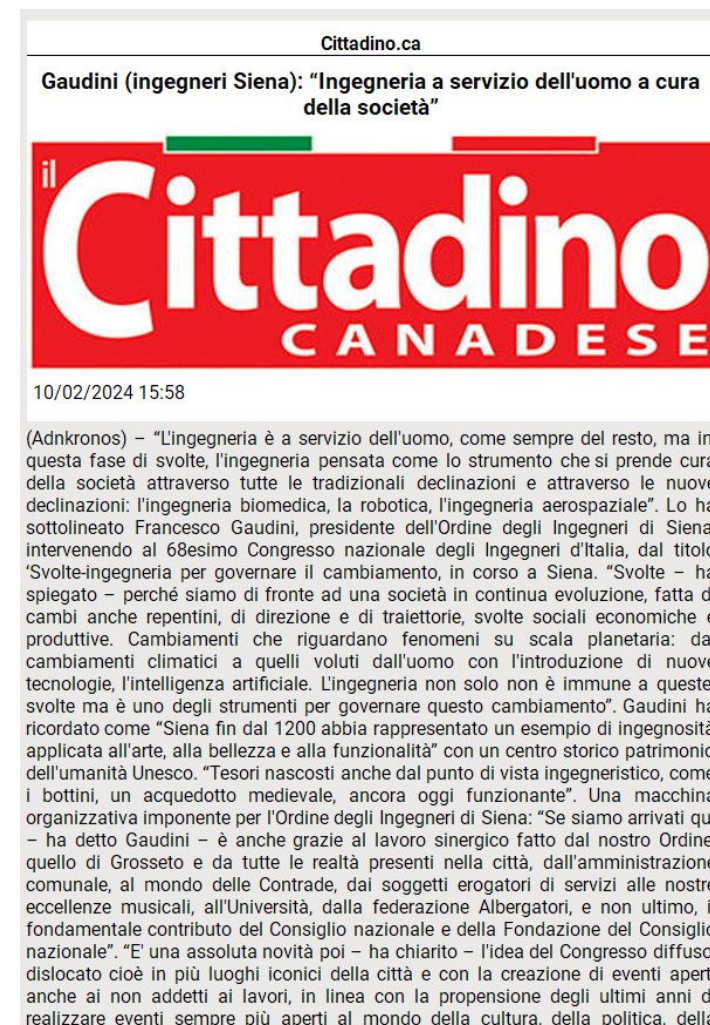 Cittadino.ca
Gaudini (ingegneri Siena): “Ingegneria a servizio dell'uomo a cura
della società”
il
Cittadino
CANADESE
10/02/2024 15:58
(Adnkronos) – “L'ingegneria è a servizio dell'uomo, come sempre del resto, ma in
questa fase di svolte, l'ingegneria pensata come lo strumento che si prende cura
della società attraverso tutte le tradizionali declinazioni e attraverso le nuove
declinazioni: l'ingegneria biomedica, la robotica, l'ingegneria aerospaziale”. Lo ha
sottolineato Francesco Gaudini, presidente dell'Ordine degli Ingegneri di Siena
intervenendo al 68esimo Congresso nazionale degli Ingegneri d'Italia, dal titolo
‘Svolte-ingegneria per governare il cambiamento, in corso a Siena. “Svolte – ha
spiegato – perché siamo di fronte ad una società in continua evoluzione, fatta d
cambi anche repentini, di direzione e di traiettorie, svolte sociali economiche e
produttive. Cambiamenti che riguardano fenomeni su scala planetaria: da
cambiamenti climatici a quelli voluti dall'uomo con l'introduzione di nuove
tecnologie, l'intelligenza artificiale. L'ingegneria non solo non è immune a queste
svolte ma è uno degli strumenti per governare questo cambiamento”. Gaudini ha
ricordato come “Siena fin dal 1200 abbia rappresentato un esempio di ingegnosità
applicata all'arte, alla bellezza e alla funzionalità” con un centro storico patrimonio
dell'umanità Unesco. “Tesori nascosti anche dal punto di vista ingegneristico, come
i bottini, un acquedotto medievale, ancora oggi funzionante”. Una macchina
organizzativa imponente per l'Ordine degli Ingegneri di Siena: “Se siamo arrivati qu
– ha detto Gaudini – è anche grazie al lavoro sinergico fatto dal nostro Ordine
quello di Grosseto e da tutte le realtà presenti nella città, dall'amministrazione
comunale, al mondo delle Contrade, dai soggetti erogatori di servizi alle nostre
eccellenze musicali, all'Università, dalla federazione Albergatori, e non ultimo, i
fondamentale contributo del Consiglio nazionale e della Fondazione del Consiglio
nazionale”. “E' una assoluta novità poi – ha chiarito – l'idea del Congresso diffuso
dislocato cioè in più luoghi iconici della città e con la creazione di eventi apert
anche ai non addetti ai lavori, in linea con la propensione degli ultimi anni d
realizzare eventi sempre più aperti al mondo della cultura, della politica, della